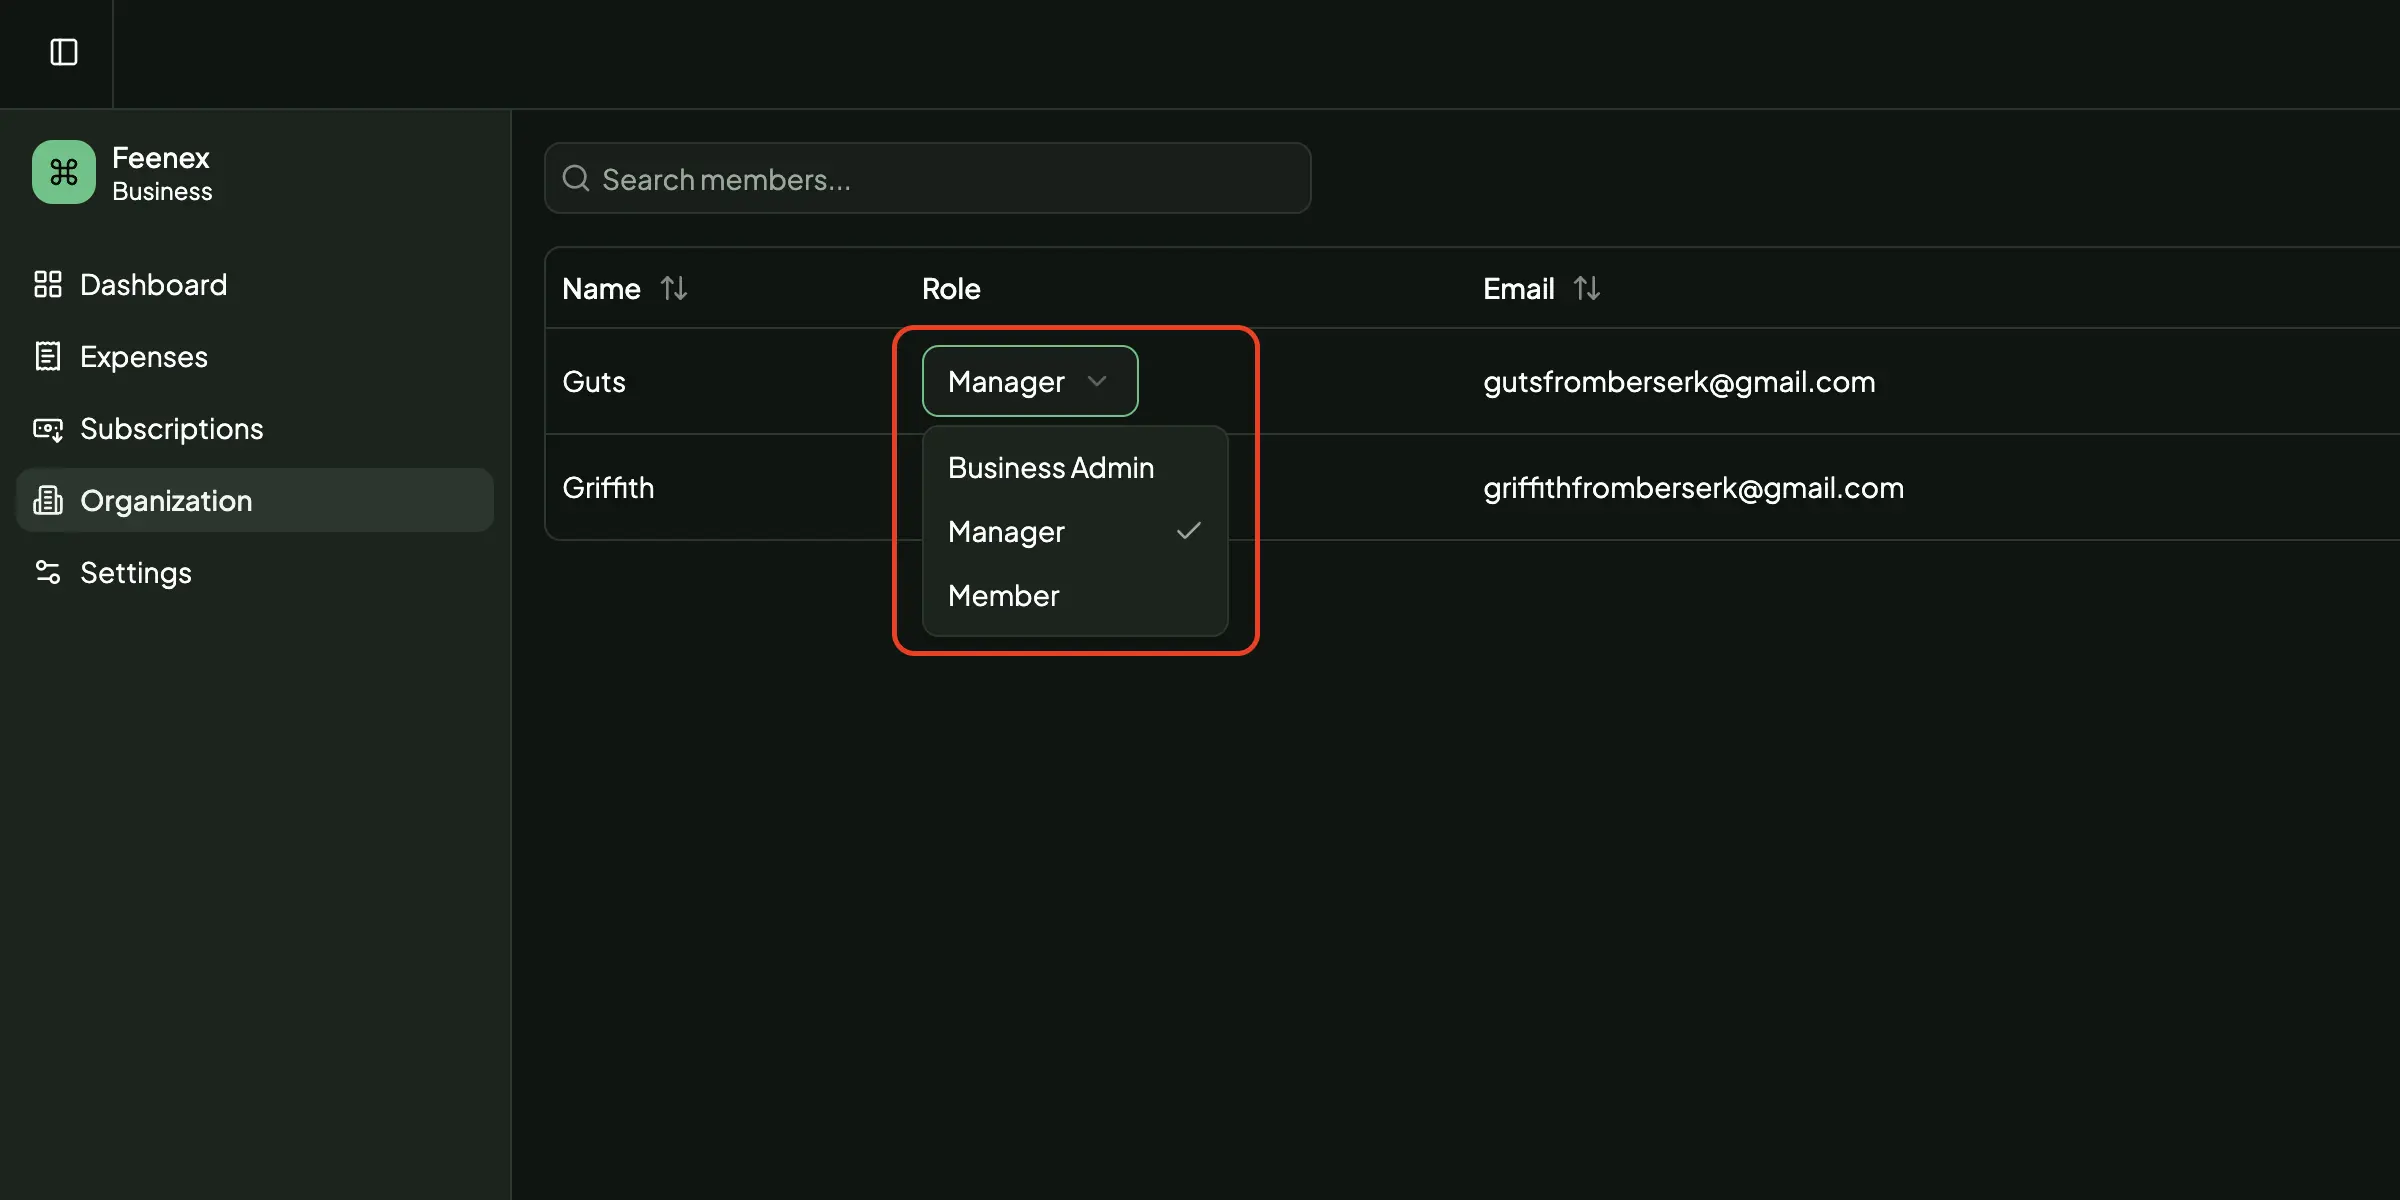 Feenex
Business
Dashboard
Expenses
Subscriptions
Organization
Settings
Search members...
Name Role Email
Guts Manager gutsfromberserk@gmail.com
Griffith griffithfromberserk@gmail.com
Business Admin
Manager
Member